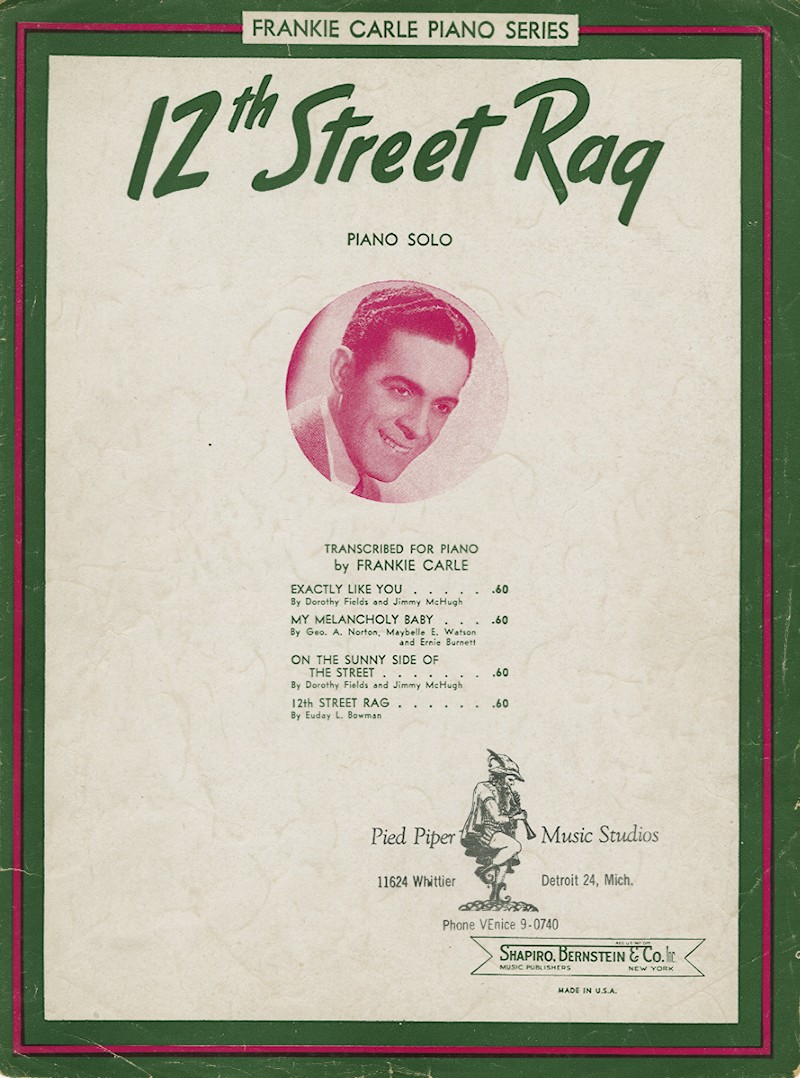 FRANKIE CARLE PIANO SERIES
12th Street Rag
PIANO SOLO
TRANSCRIBED FOR PIANO
by FRANKIE CARLE
EXACTLY LIKE YOU . . . . . .60
By Dorothy Fields and Jimmy McHugh
MY MELANCHOLY BABY . . . .60
By Geo. A. Norton, Maybelle E. Watson
and Ernie Burnett
ON THE SUNNY SIDE OF
THE STREET . . . . . . . .60
By Dorothy Fields and Jimmy McHugh
12th STREET RAG . . . . . . .60
By Euday L. Bowman
Pied Piper Music Studios
11624 Whittier Detroit 24, Mich.
Phone VEnice 9-0740
SHAPIRO, BERNSTEIN & CO. Inc
MUSIC PUBLISHERS NEW YORK
MADE IN U.S.A.